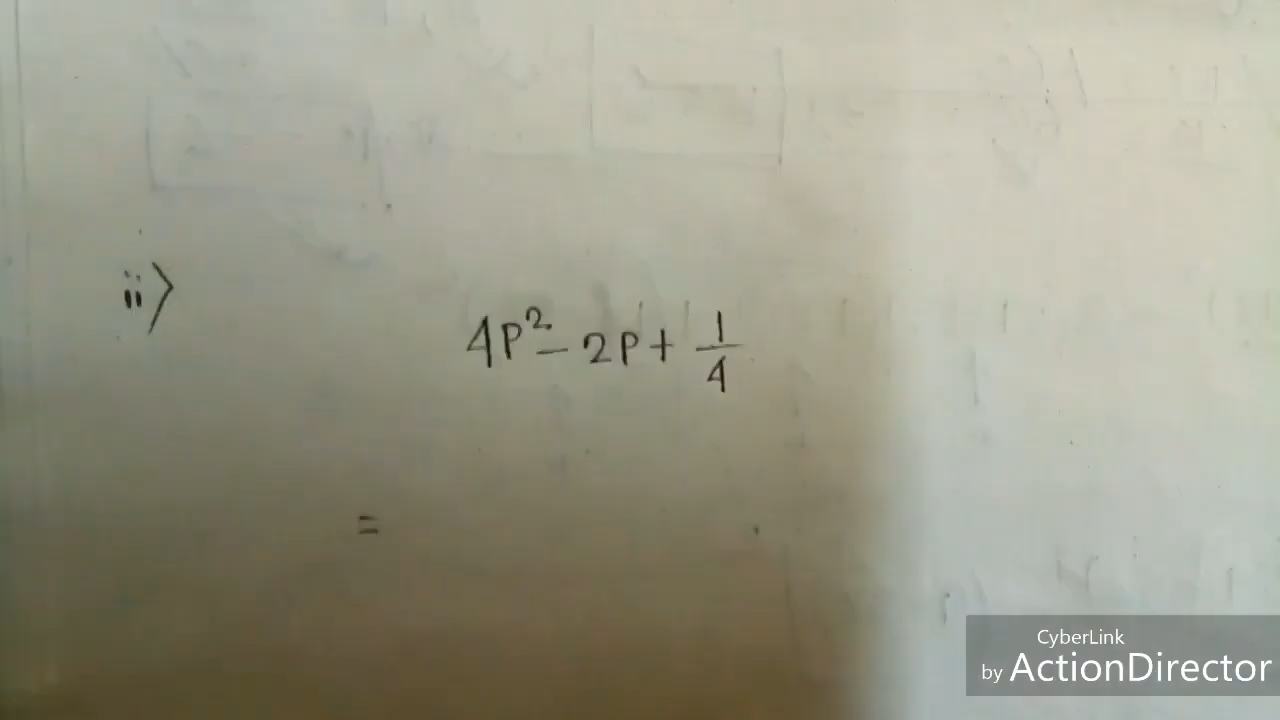 ii) 4P² - 2P + 1/4
=
CyberLink
by ActionDirector